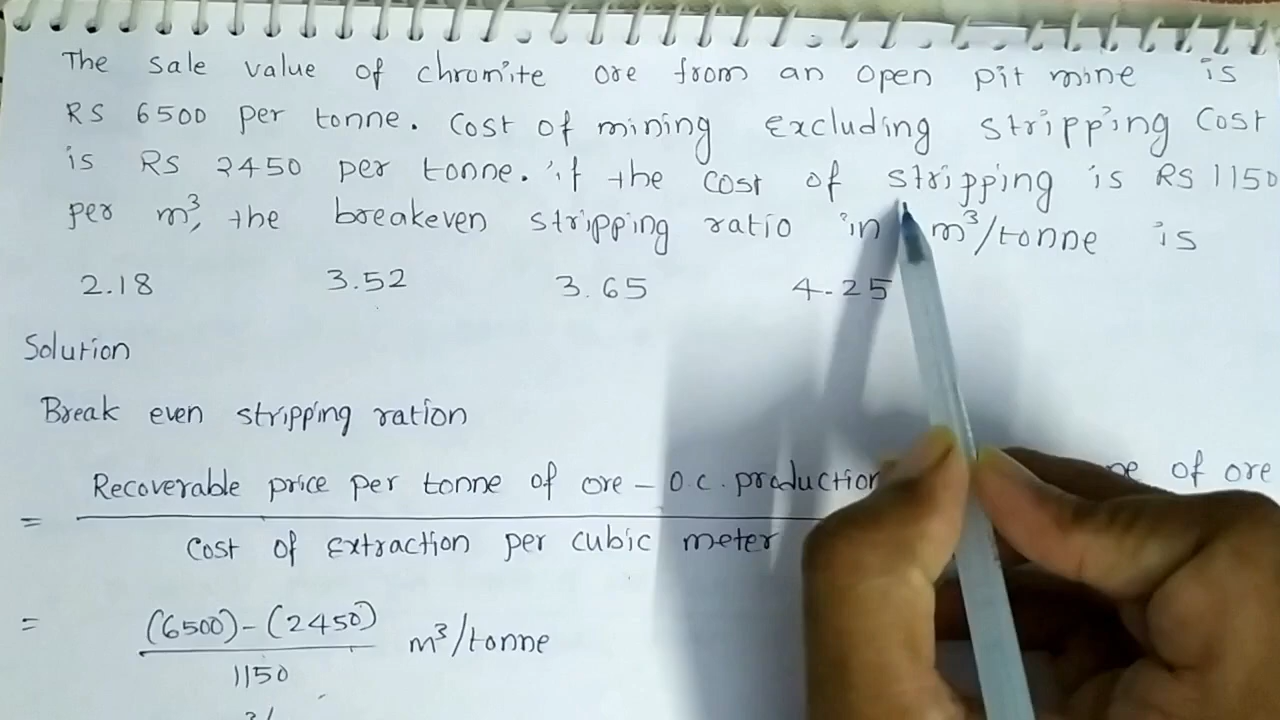 The sale value of chromite ore from an open pit mine is
RS 6500 per tonne. Cost of mining Excluding stripping Cost
is RS 2450 per tonne. if the cost of stripping is RS 1150
per m³, the breakeven stripping ratio in m³/tonne is
2.18 3.52 3.65 4.25
Solution
Break even stripping ration
Recoverable price per tonne of ore – O.C. production of ore
=
Cost of Extraction per cubic meter
= (6500) – (2450) m³/tonne
1150